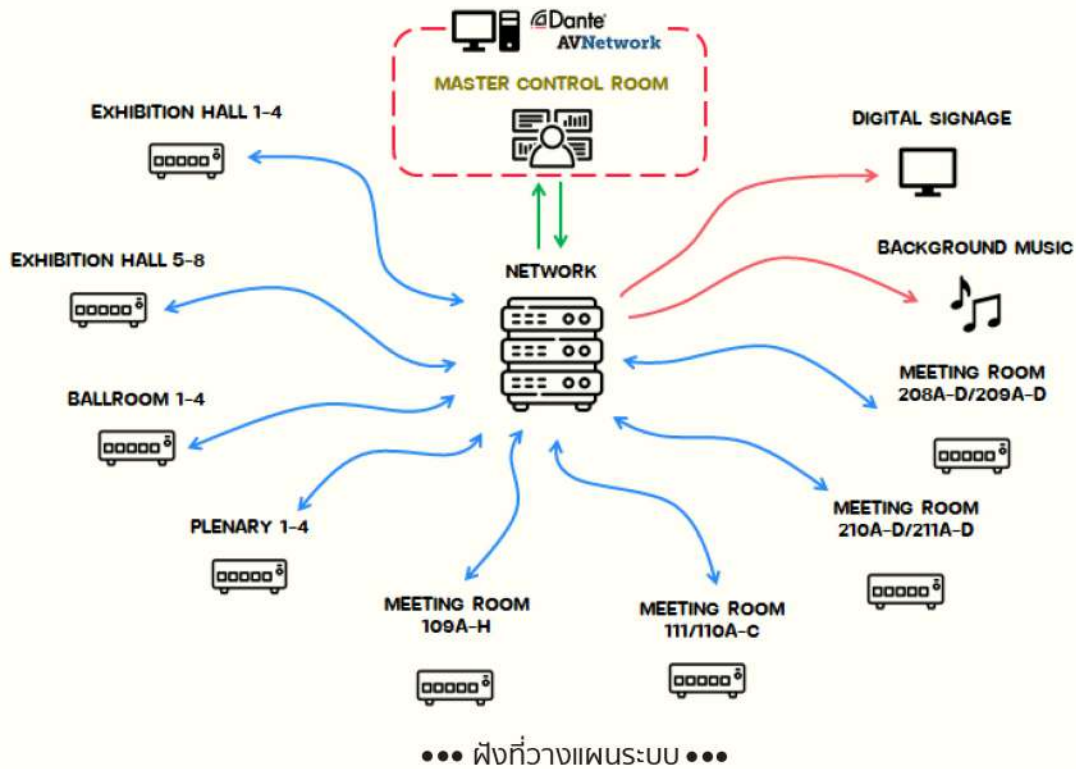 Dante®
AVNetwork
MASTER CONTROL ROOM
EXHIBITION HALL 1-4
DIGITAL SIGNAGE
EXHIBITION HALL 5-8
NETWORK
BACKGROUND MUSIC
BALLROOM 1-4
MEETING ROOM
208A-D/209A-D
PLENARY 1-4
MEETING ROOM
210A-D/211A-D
MEETING ROOM
109A-H
MEETING ROOM
111/110A-C
••• ฝังที่วางแผนระบบ •••